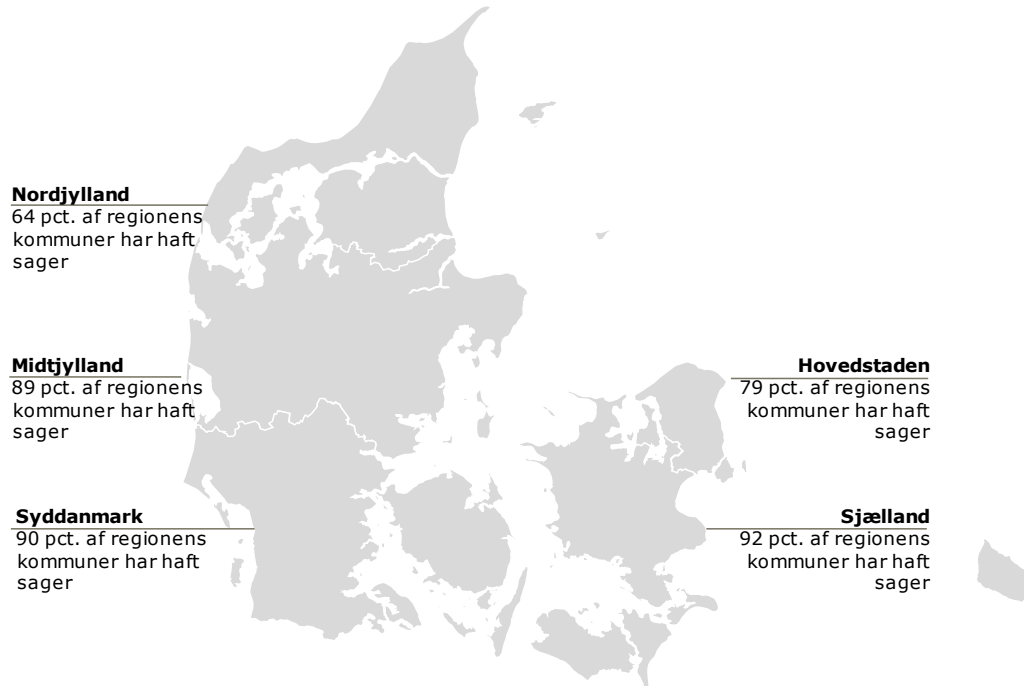 Nordjylland
64 pct. af regionens
kommuner har haft
sager
Midtjylland
89 pct. af regionens
kommuner har haft
sager
Syddanmark
90 pct. af regionens
kommuner har haft
sager
Hovedstaden
79 pct. af regionens
kommuner har haft
sager
Sjælland
92 pct. af regionens
kommuner har haft
sager